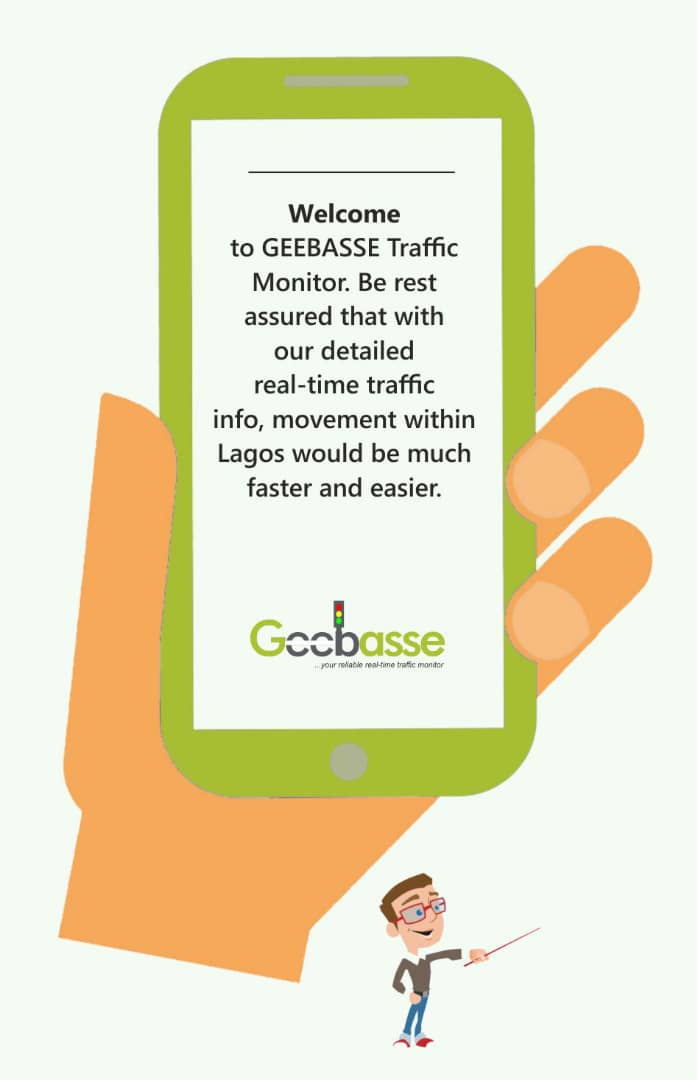 Welcome
to GEEBASSE Traffic
Monitor. Be rest
assured that with
our detailed
real-time traffic
info, movement within
Lagos would be much
faster and easier.
Geebasse
...your reliable real-time traffic monitor